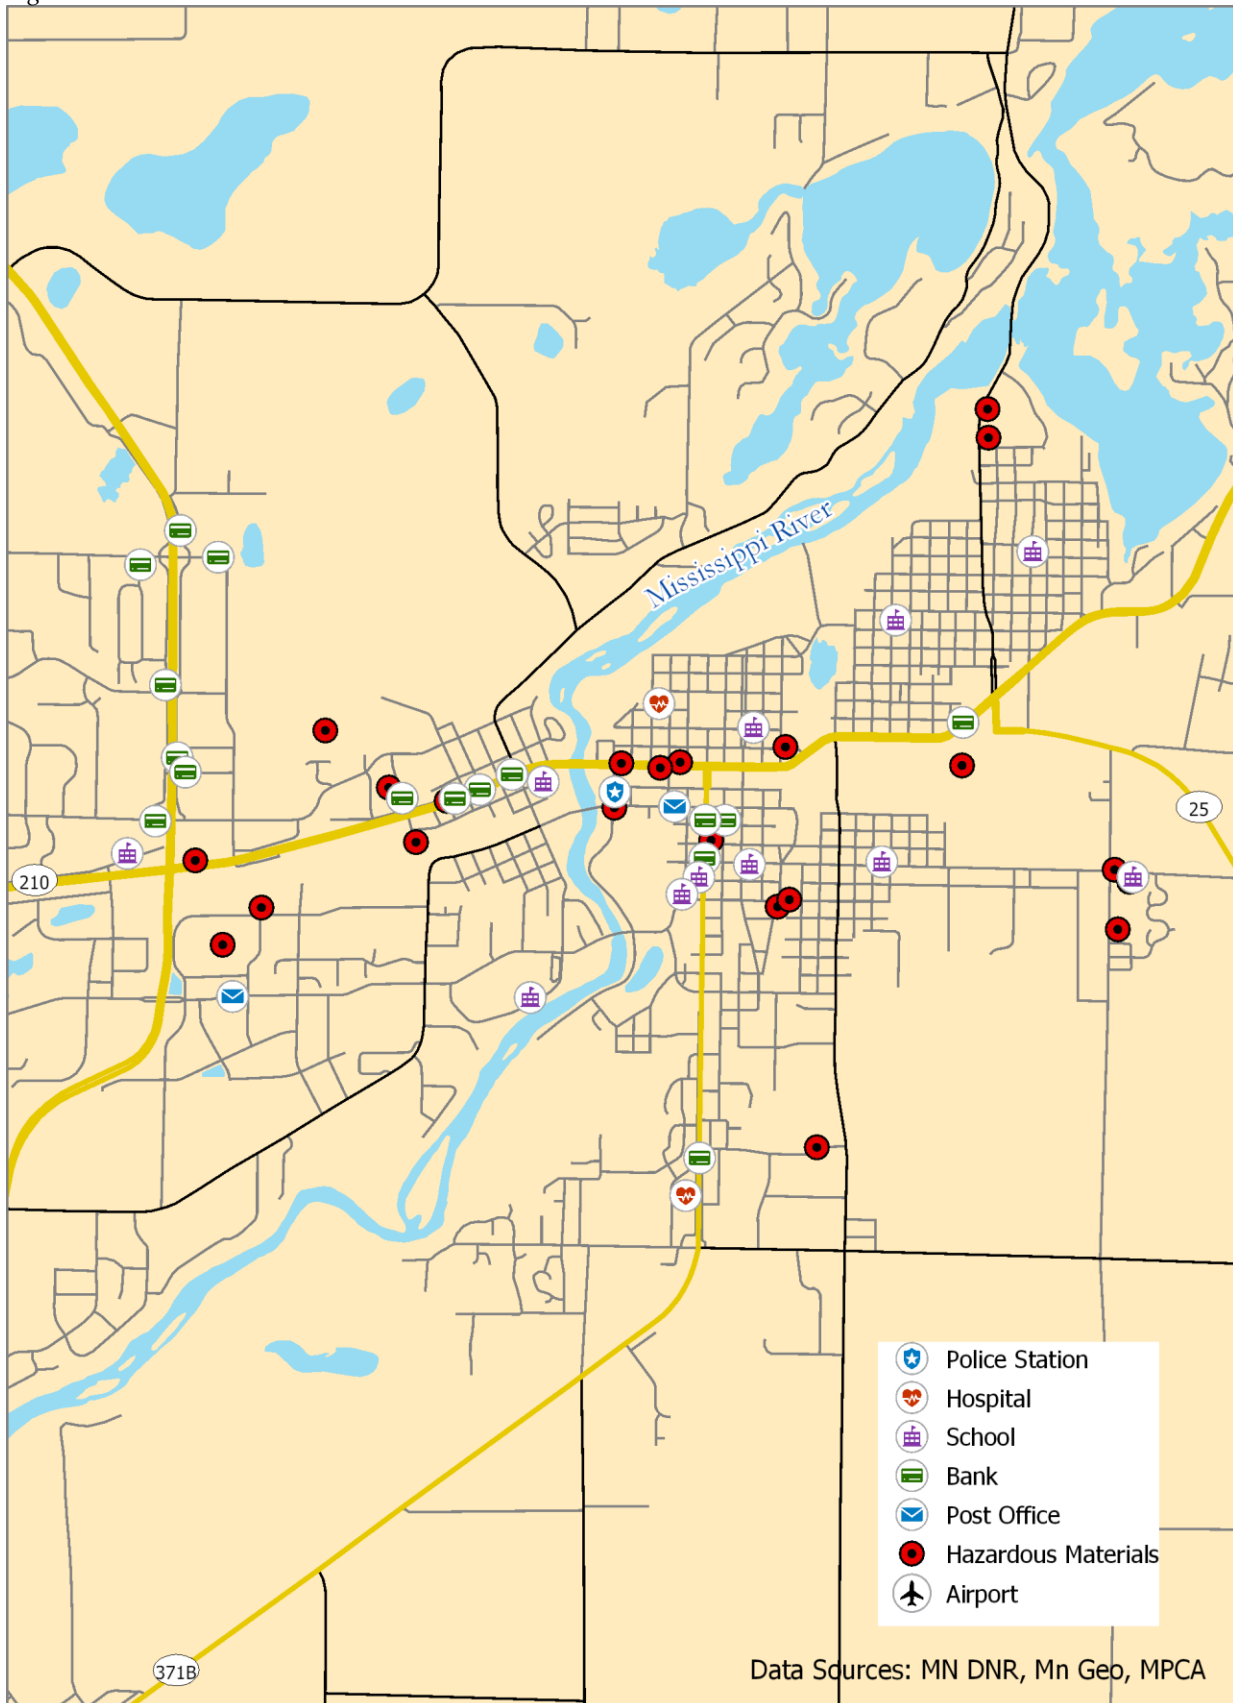 Mississippi River
25
210
Police Station
Hospital
School
Bank
Post Office
Hazardous Materials
Airport
371B
Data Sources: MN DNR, Mn Geo, MPCA